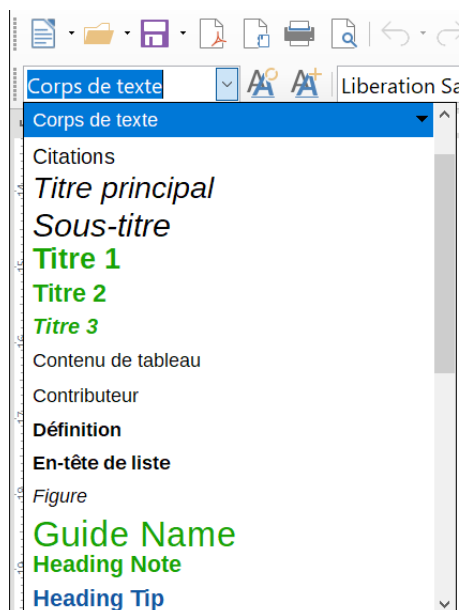 Corps de texte
Liberation Sa
Corps de texte
Citations
Titre principal
Sous-titre
Titre 1
Titre 2
Titre 3
Contenu de tableau
Contributeur
Définition
En-tête de liste
Figure
Guide Name
Heading Note
Heading Tip